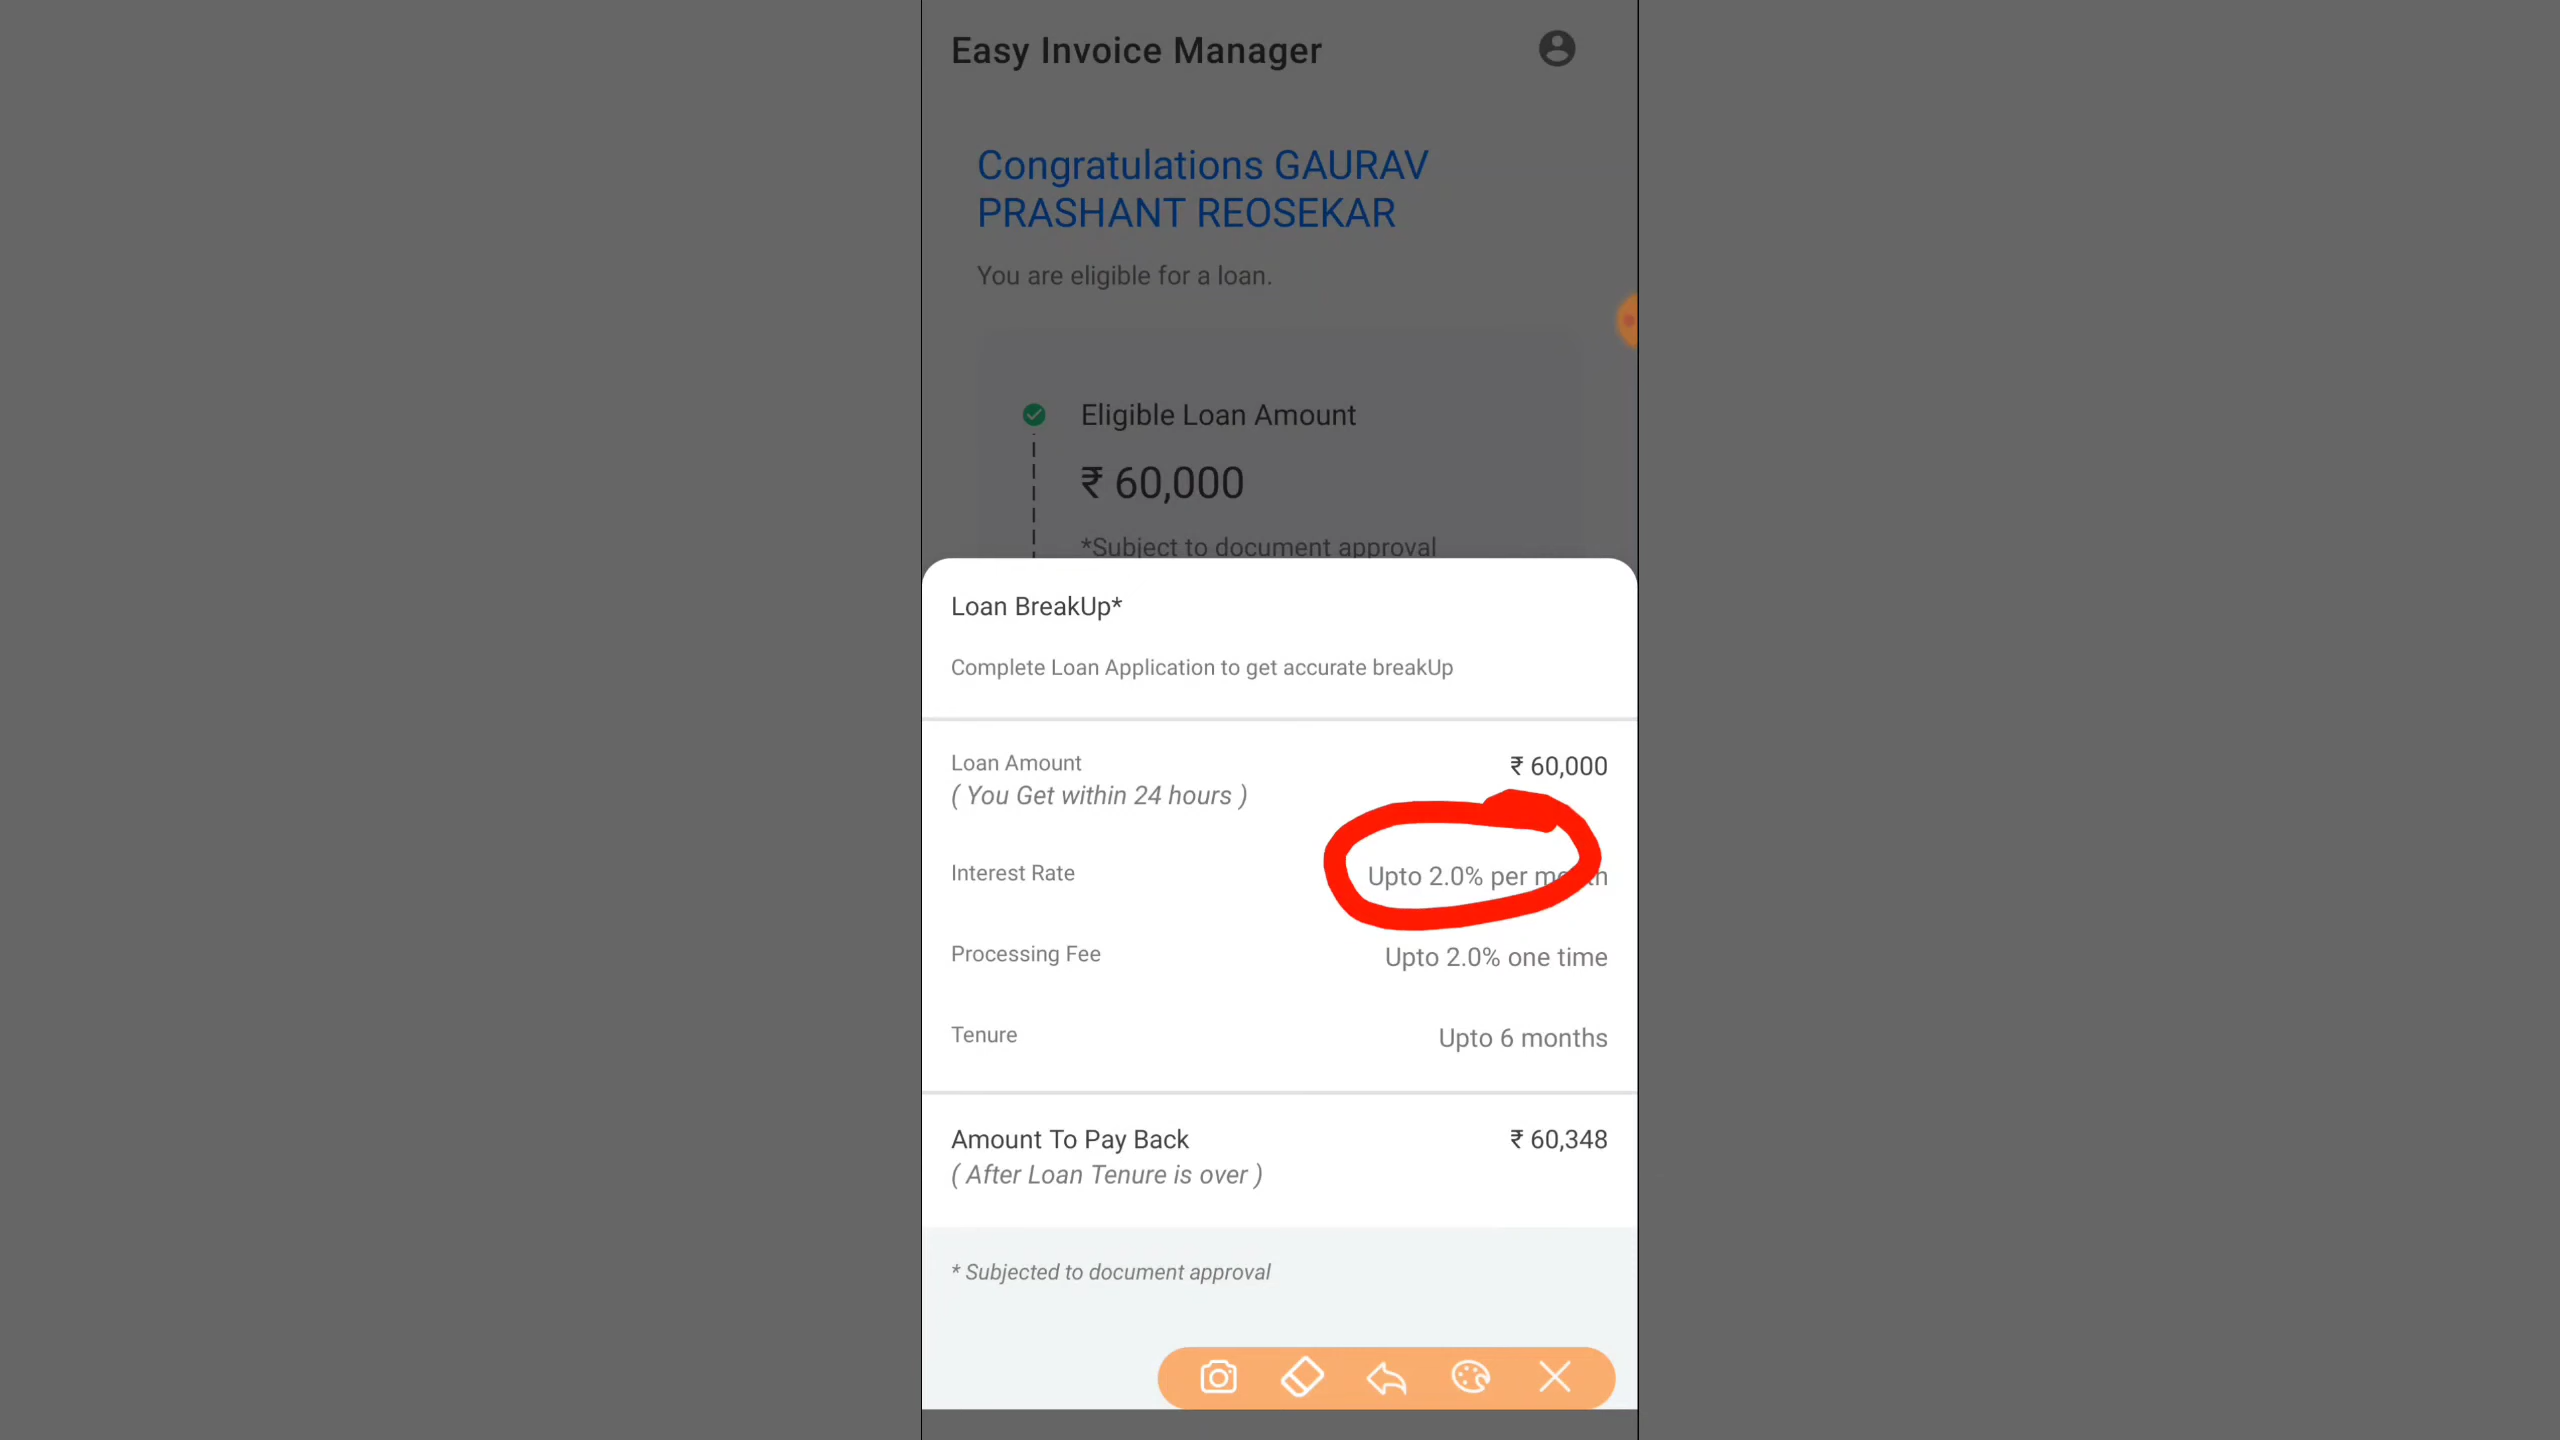 Easy Invoice Manager
Congratulations GAURAV
PRASHANT REOSEKAR
You are eligible for a loan.
Eligible Loan Amount
₹ 60,000
*Subject to document approval
Loan BreakUp*
Complete Loan Application to get accurate breakUp
Loan Amount ₹ 60,000
( You Get within 24 hours )
Interest Rate Upto 2.0% per month
Processing Fee Upto 2.0% one time
Tenure Upto 6 months
Amount To Pay Back ₹ 60,348
( After Loan Tenure is over )
* Subjected to document approval